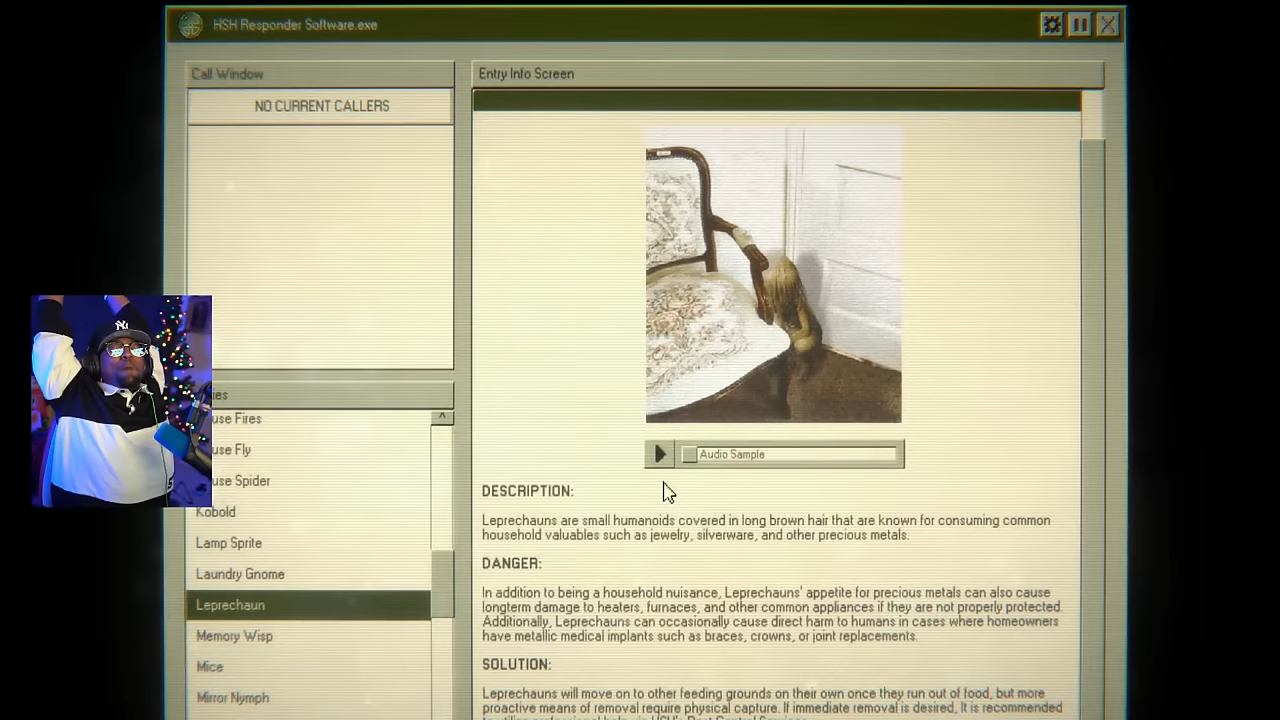 HSH Responder Software.exe
Call Window
NO CURRENT CALLERS
Entry Info Screen
Audio Sample
DESCRIPTION:
Leprechauns are small humanoids covered in long brown hair that are known for consuming common
household valuables such as jewelry, silverware, and other precious metals.
DANGER:
In addition to being a household nuisance, Leprechauns' appetite for precious metals can also cause
longterm damage to heaters, furnaces, and other common appliances if they are not properly protected.
Additionally, Leprechauns can occasionally cause direct harm to humans in cases where homeowners
have metallic medical implants such as braces, crowns, or joint replacements.
SOLUTION:
Leprechauns will move on to other feeding grounds on their own once they run out of food, but more
proactive means of removal require physical capture. If immediate removal is desired, It is recommended
Fires
Fly
Spider
Kobold
Lamp Sprite
Laundry Gnome
Leprechaun
Memory Wisp
Mice
Mirror Nymph